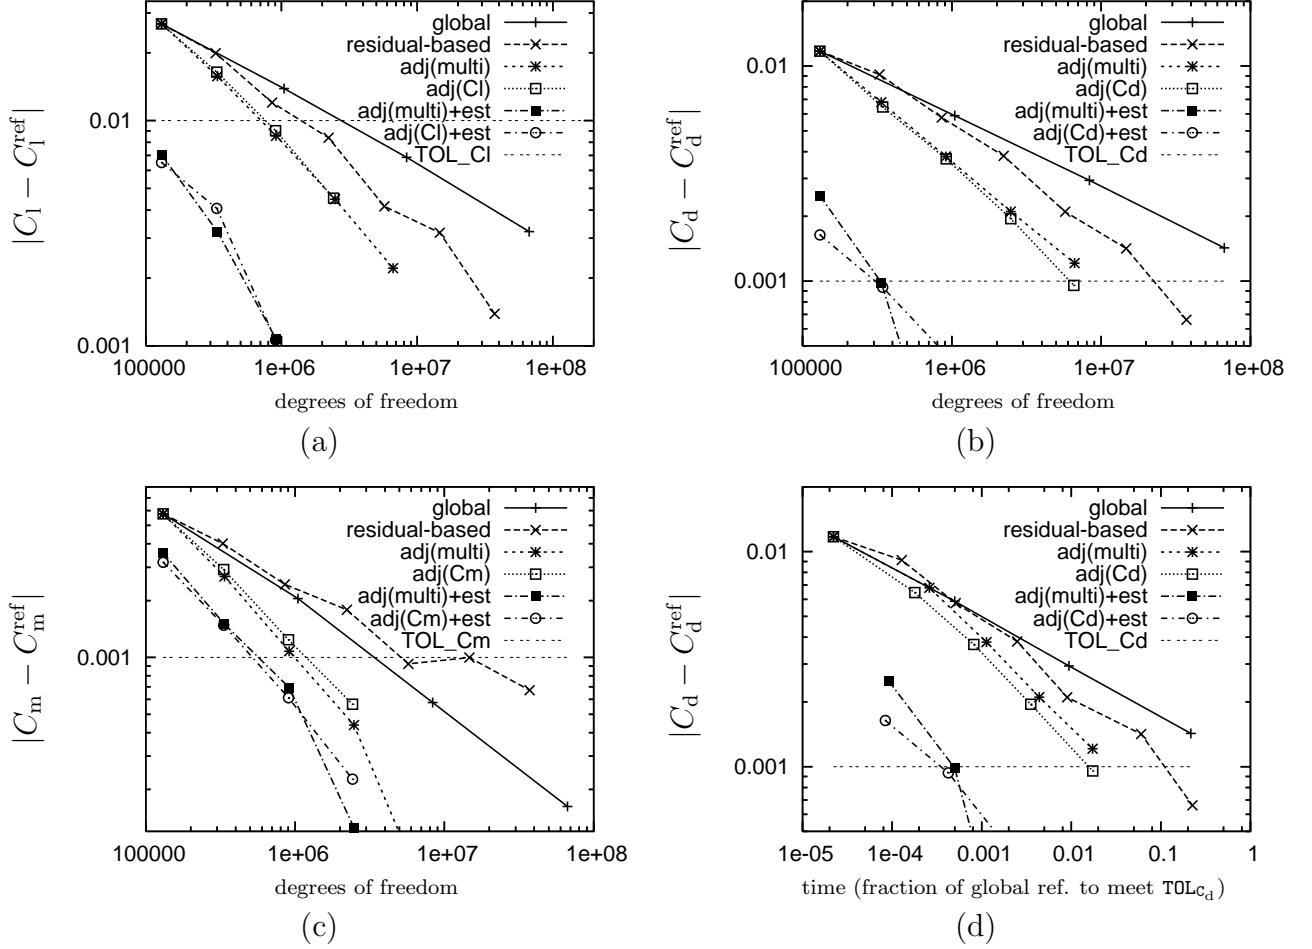 0.01
0.001
100000 1e+06 1e+07 1e+08
|C_l − C_l^ref|
degrees of freedom
global
residual-based
adj(multi)
adj(Cl)
adj(multi)+est
adj(Cl)+est
TOL_Cl
(a)
0.01
0.001
100000 1e+06 1e+07 1e+08
|C_d − C_d^ref|
degrees of freedom
global
residual-based
adj(multi)
adj(Cd)
adj(multi)+est
adj(Cd)+est
TOL_Cd
(b)
0.001
100000 1e+06 1e+07 1e+08
|C_m − C_m^ref|
degrees of freedom
global
residual-based
adj(multi)
adj(Cm)
adj(multi)+est
adj(Cm)+est
TOL_Cm
(c)
0.01
0.001
1e-05 1e-04 0.001 0.01 0.1 1
|C_d − C_d^ref|
time (fraction of global ref. to meet TOL_C_d)
global
residual-based
adj(multi)
adj(Cd)
adj(multi)+est
adj(Cd)+est
TOL_Cd
(d)